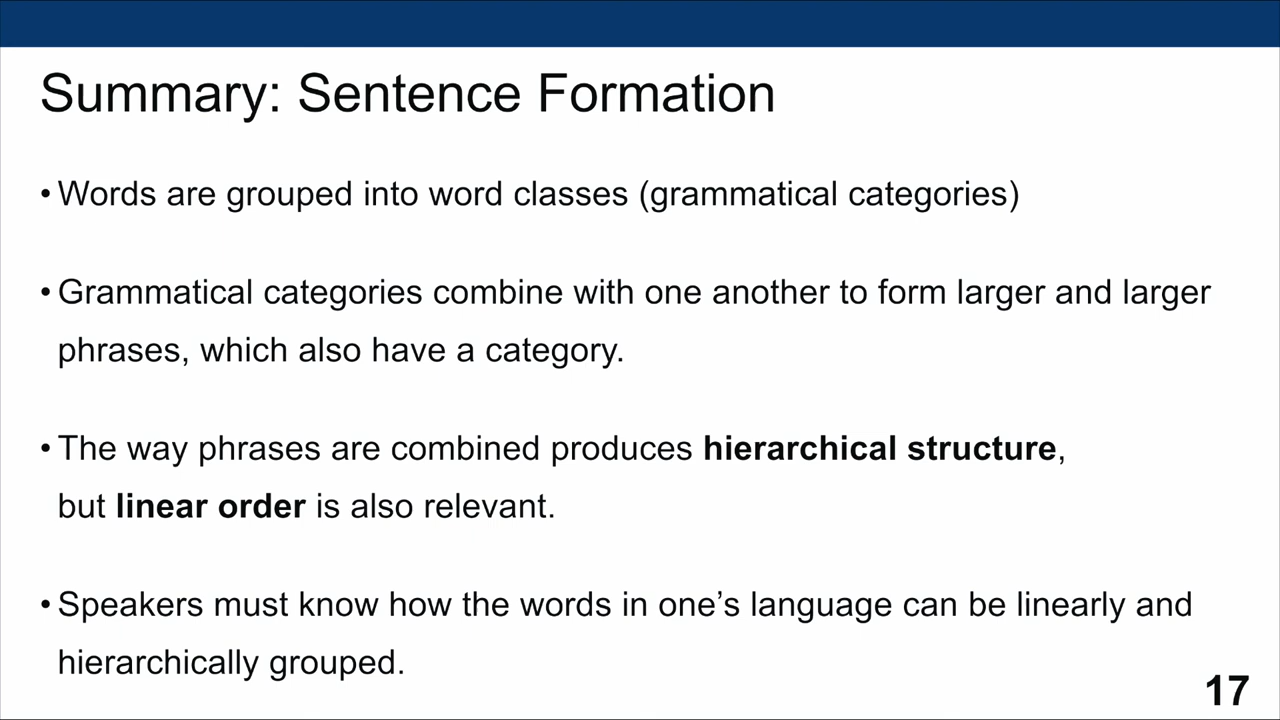 Summary: Sentence Formation
• Words are grouped into word classes (grammatical categories)
• Grammatical categories combine with one another to form larger and larger
phrases, which also have a category.
• The way phrases are combined produces hierarchical structure,
but linear order is also relevant.
• Speakers must know how the words in one’s language can be linearly and
hierarchically grouped.
17